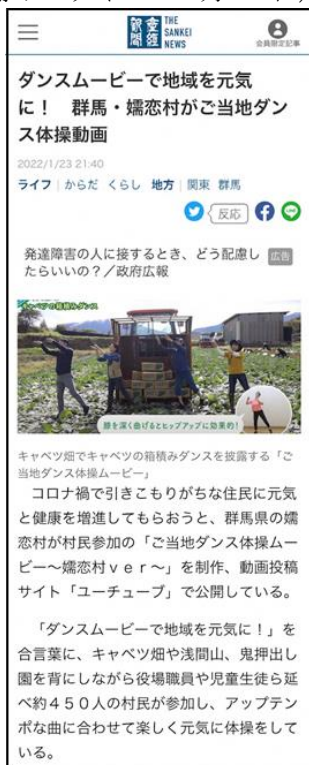 産經
新聞
THE
SANKEI
NEWS
会員限定記事
ダンスムービーで地域を元気
に!　群馬・嬬恋村がご当地ダン
ス体操動画
2022/1/23 21:40
ライフ | からだ くらし 地方 | 関東 群馬
反応
発達障害の人に接するとき、どう配慮し
たらいいの?／政府広報
広告
キャベツの箱積みダンス
膝を深く曲げるとヒップアップに効果的!
キャベツ畑でキャベツの箱積みダンスを披露する「ご
当地ダンス体操ムービー」
コロナ禍で引きこもりがちな住民に元気
と健康を増進してもらおうと、群馬県の嬬
恋村が村民参加の「ご当地ダンス体操ムー
ビー〜嬬恋村ｖｅｒ〜」を制作、動画投稿
サイト「ユーチューブ」で公開している。
「ダンスムービーで地域を元気に!」を
合言葉に、キャベツ畑や浅間山、鬼押出し
園を背にしながら役場職員や児童生徒ら延
べ約４５０人の村民が参加し、アップテン
ポな曲に合わせて楽しく元気に体操をして
いる。